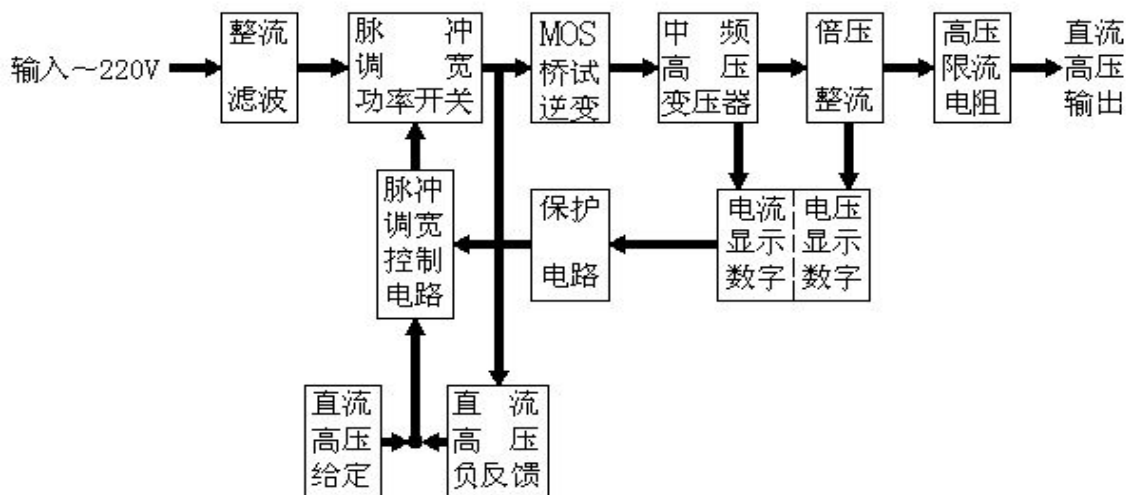 输入～220V
整流
滤波
脉 冲
调 宽
功率开关
MOS
桥试
逆变
中 频
高 压
变压器
倍压
整流
高压
限流
电阻
直流
高压
输出
脉冲
调宽
控制
电路
保护
电路
电流
显示
数字
电压
显示
数字
直流
高压
给定
直 流
高 压
负反馈